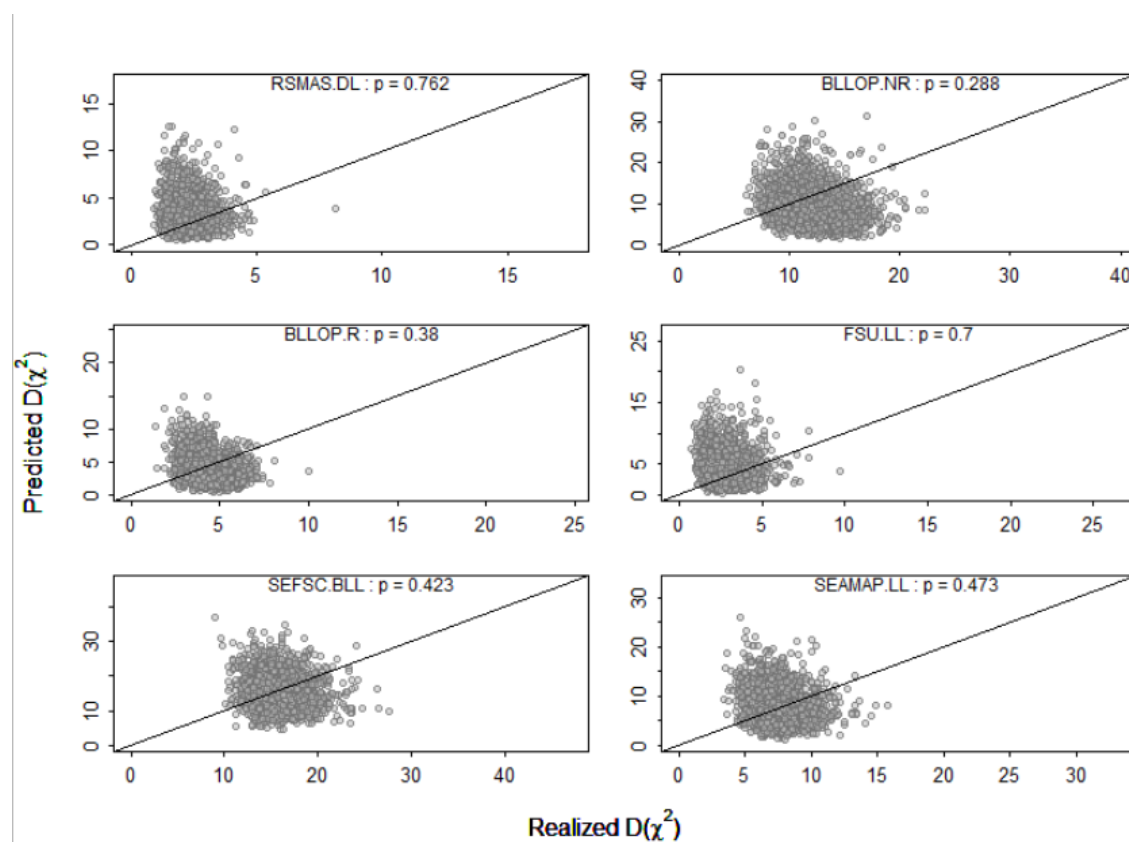 RSMAS.DL : p = 0.762
15
10
5
0
0 5 10 15
BLLOP.NR : p = 0.288
40
30
20
10
0
0 10 20 30 40
Predicted D(χ²)
BLLOP.R : p = 0.38
20
10
5
0
0 5 10 15 20 25
FSU.LL : p = 0.7
25
15
5
0
0 5 10 15 20 25
SEFSC.BLL : p = 0.423
30
10
0
0 10 20 30 40
SEAMAP.LL : p = 0.473
30
20
10
0
0 5 10 15 20 25 30
Realized D(χ²)